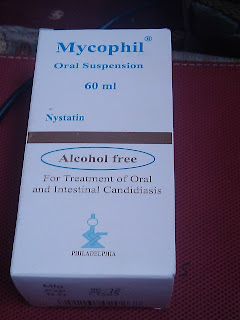 Mycophil®
Oral Suspension
60 ml
Nystatin
Alcohol free
For Treatment of Oral
and Intestinal Candidiasis
PHILADELPHIA